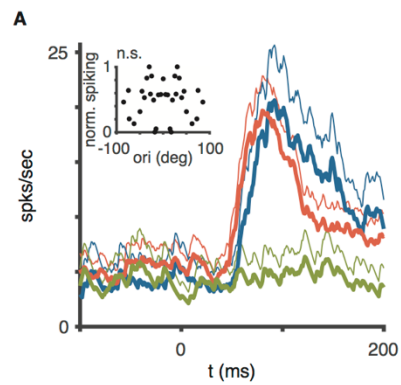 A
25
n.s.
1
norm. spiking
0
-100 100
ori (deg)
spks/sec
0
0 200
t (ms)